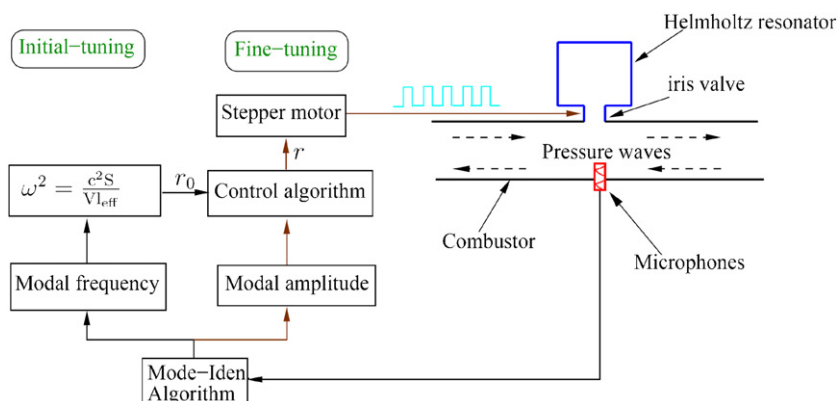 Initial−tuning
Fine−tuning
Helmholtz resonator
iris valve
Stepper motor
Pressure waves
r
ω² = c²S / Vl_eff
r₀
Control algorithm
Combustor
Microphones
Modal frequency
Modal amplitude
Mode−Iden
Algorithm